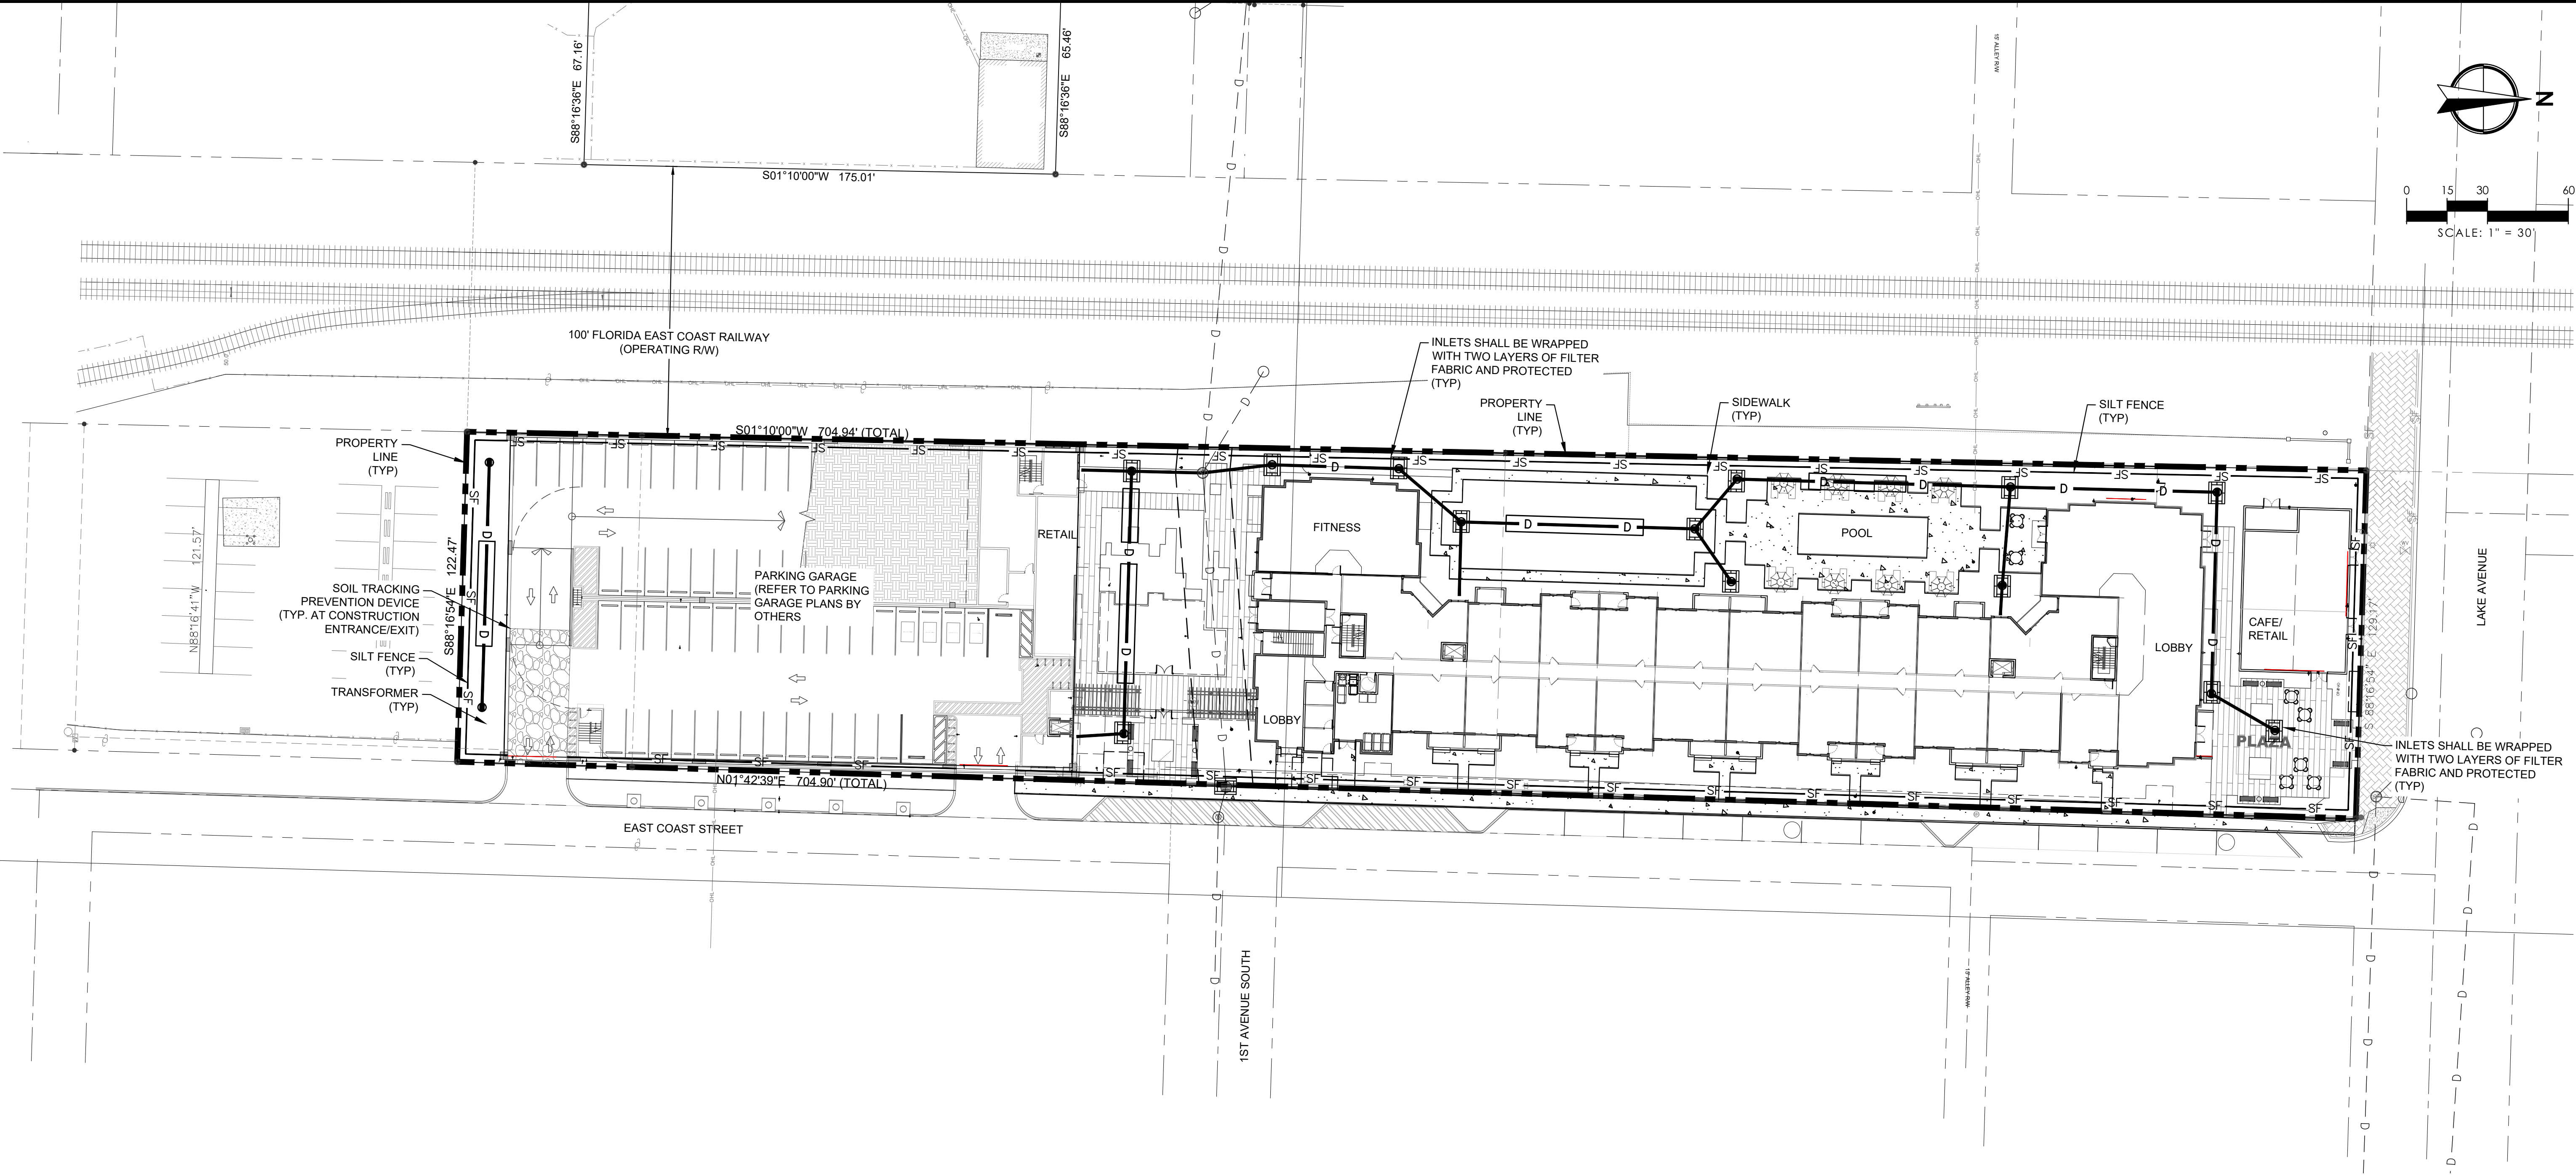 S88°16'36"E 67.16'
S88°16'36"E 65.46'
15' ALLEY R/W
N
0 15 30 60
SCALE: 1" = 30'
S01°10'00"W 175.01'
100' FLORIDA EAST COAST RAILWAY
(OPERATING R/W)
50.0'
INLETS SHALL BE WRAPPED
WITH TWO LAYERS OF FILTER
FABRIC AND PROTECTED
(TYP)
PROPERTY
LINE
(TYP)
SIDEWALK
(TYP)
SILT FENCE
(TYP)
S01°10'00"W 704.94' (TOTAL)
PROPERTY
LINE
(TYP)
N88°16'41"W 121.57'
S88°16'54"E 122.47'
SOIL TRACKING
PREVENTION DEVICE
(TYP. AT CONSTRUCTION
ENTRANCE/EXIT)
SILT FENCE
(TYP)
TRANSFORMER
(TYP)
PARKING GARAGE
(REFER TO PARKING
GARAGE PLANS BY
OTHERS
RETAIL
FITNESS
POOL
LOBBY
LOBBY
CAFE/
RETAIL
S 88°16'54" E 129.17'
LAKE AVENUE
PLAZA
INLETS SHALL BE WRAPPED
WITH TWO LAYERS OF FILTER
FABRIC AND PROTECTED
(TYP)
N01°42'39"E 704.90' (TOTAL)
EAST COAST STREET
1ST AVENUE SOUTH
15' ALLEY R/W